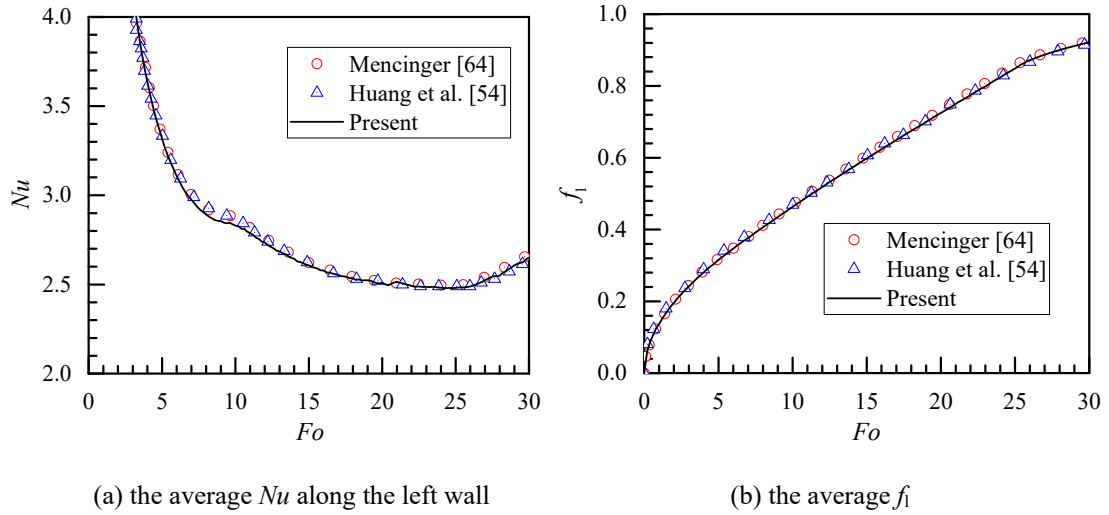 4.0
3.5
3.0
2.5
2.0
Nu
Mencinger [64]
Huang et al. [54]
Present
0 5 10 15 20 25 30
Fo
(a) the average Nu along the left wall
1.0
0.8
0.6
0.4
0.2
0.0
fl
Mencinger [64]
Huang et al. [54]
Present
0 5 10 15 20 25 30
Fo
(b) the average fl